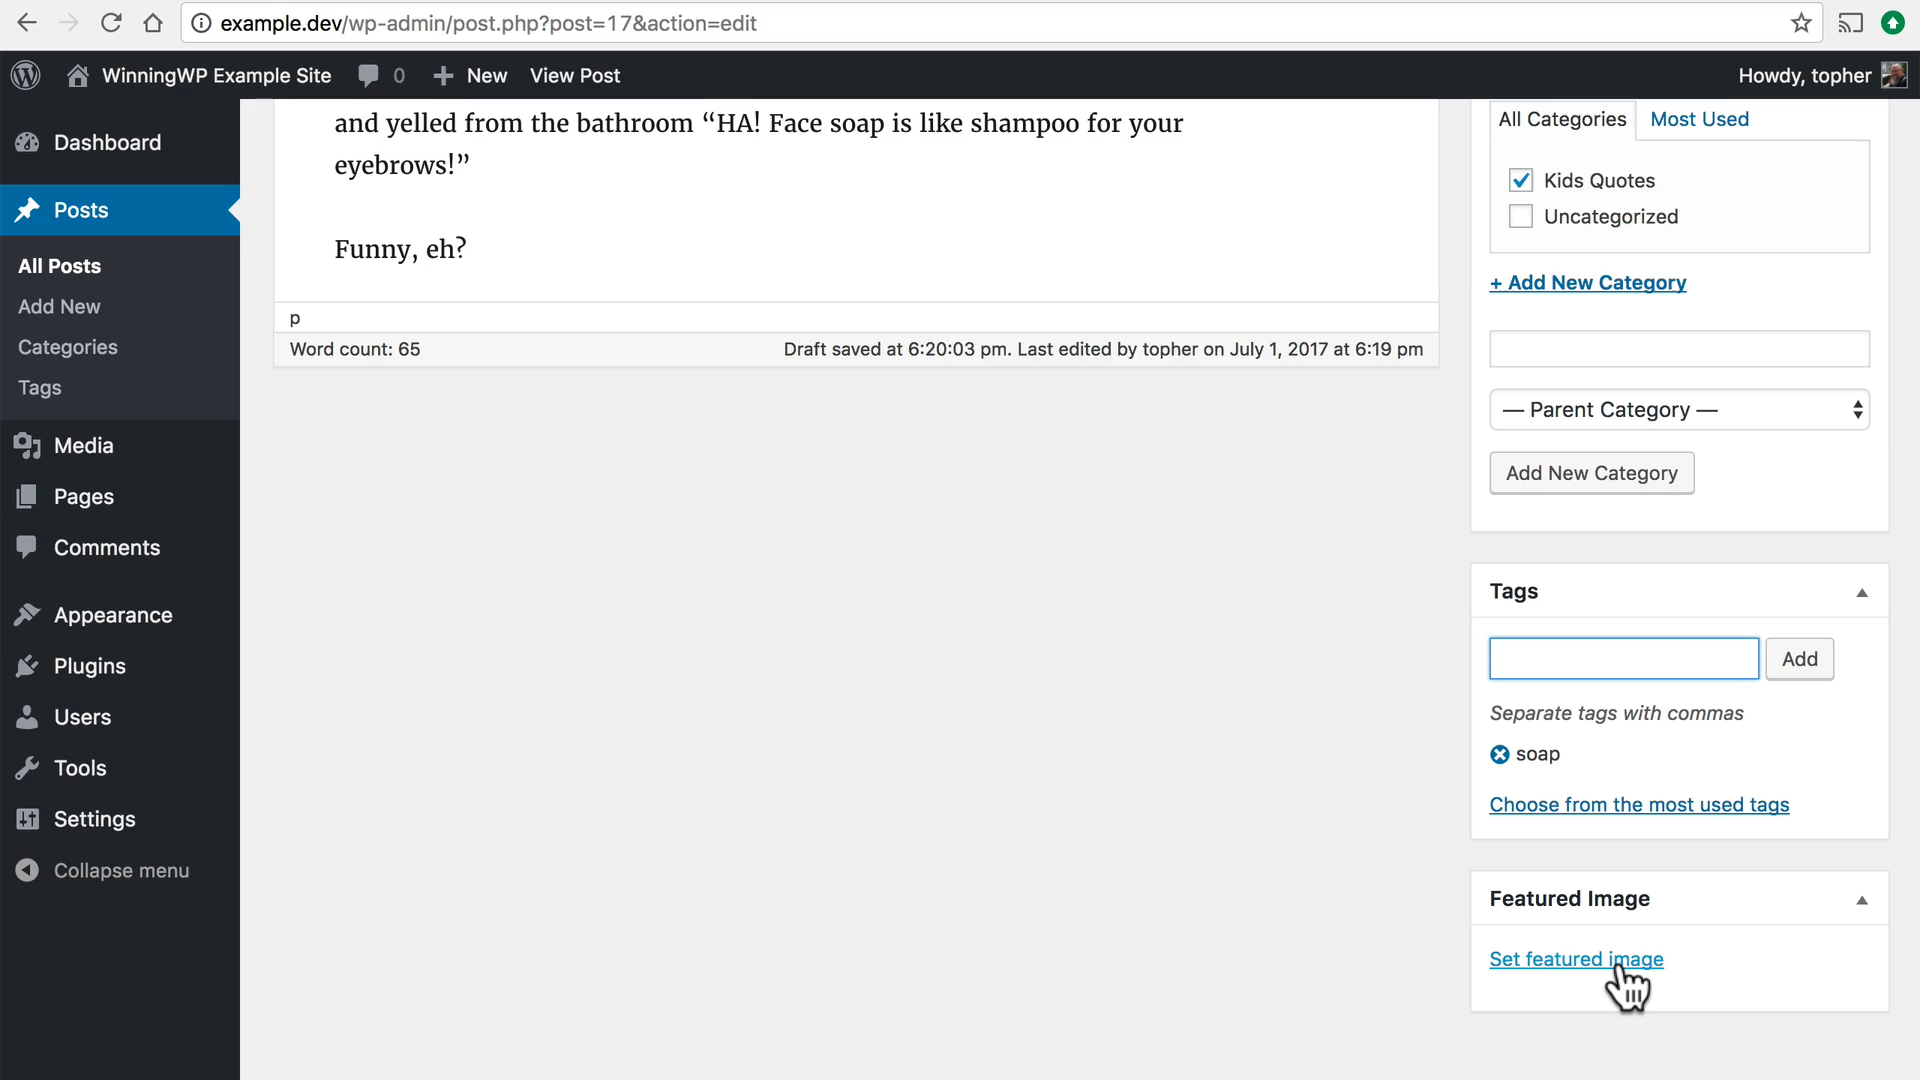 example.dev/wp-admin/post.php?post=17&action=edit
WinningWP Example Site
0
New
View Post
Howdy, topher
Dashboard
Posts
All Posts
Add New
Categories
Tags
Media
Pages
Comments
Appearance
Plugins
Users
Tools
Settings
Collapse menu
and yelled from the bathroom “HA! Face soap is like shampoo for your
eyebrows!”
Funny, eh?
p
Word count: 65
Draft saved at 6:20:03 pm. Last edited by topher on July 1, 2017 at 6:19 pm
All Categories
Most Used
Kids Quotes
Uncategorized
+ Add New Category
— Parent Category —
Add New Category
Tags
Add
Separate tags with commas
soap
Choose from the most used tags
Featured Image
Set featured image